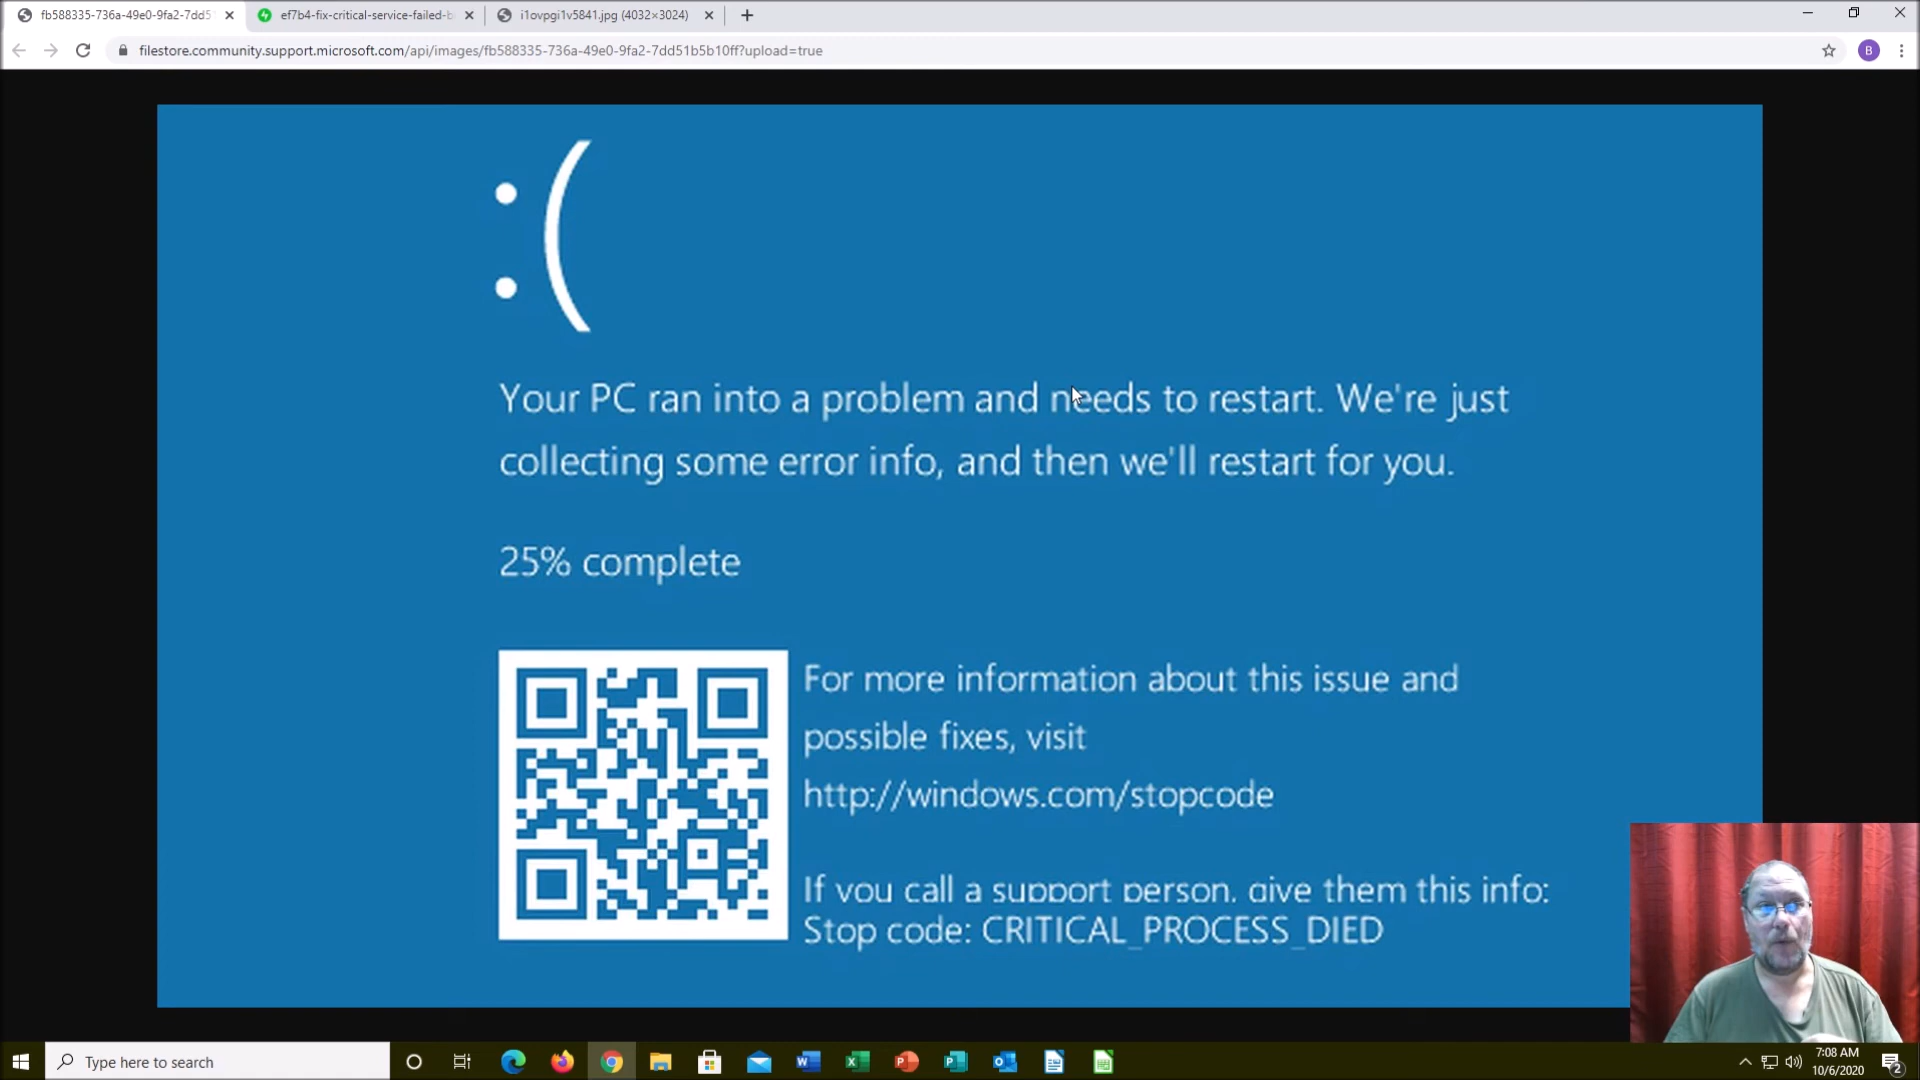 fb588335-736a-49e0-9fa2-7dd5
ef7b4-fix-critical-service-failed-b
i1ovpgi1v5841.jpg (4032×3024)
filestore.community.support.microsoft.com/api/images/fb588335-736a-49e0-9fa2-7dd51b5b10ff?upload=true
B
:(
Your PC ran into a problem and needs to restart. We're just
collecting some error info, and then we'll restart for you.
25% complete
For more information about this issue and
possible fixes, visit
http://windows.com/stopcode
If you call a support person, give them this info:
Stop code: CRITICAL_PROCESS_DIED
Type here to search
7:08 AM
10/6/2020
2